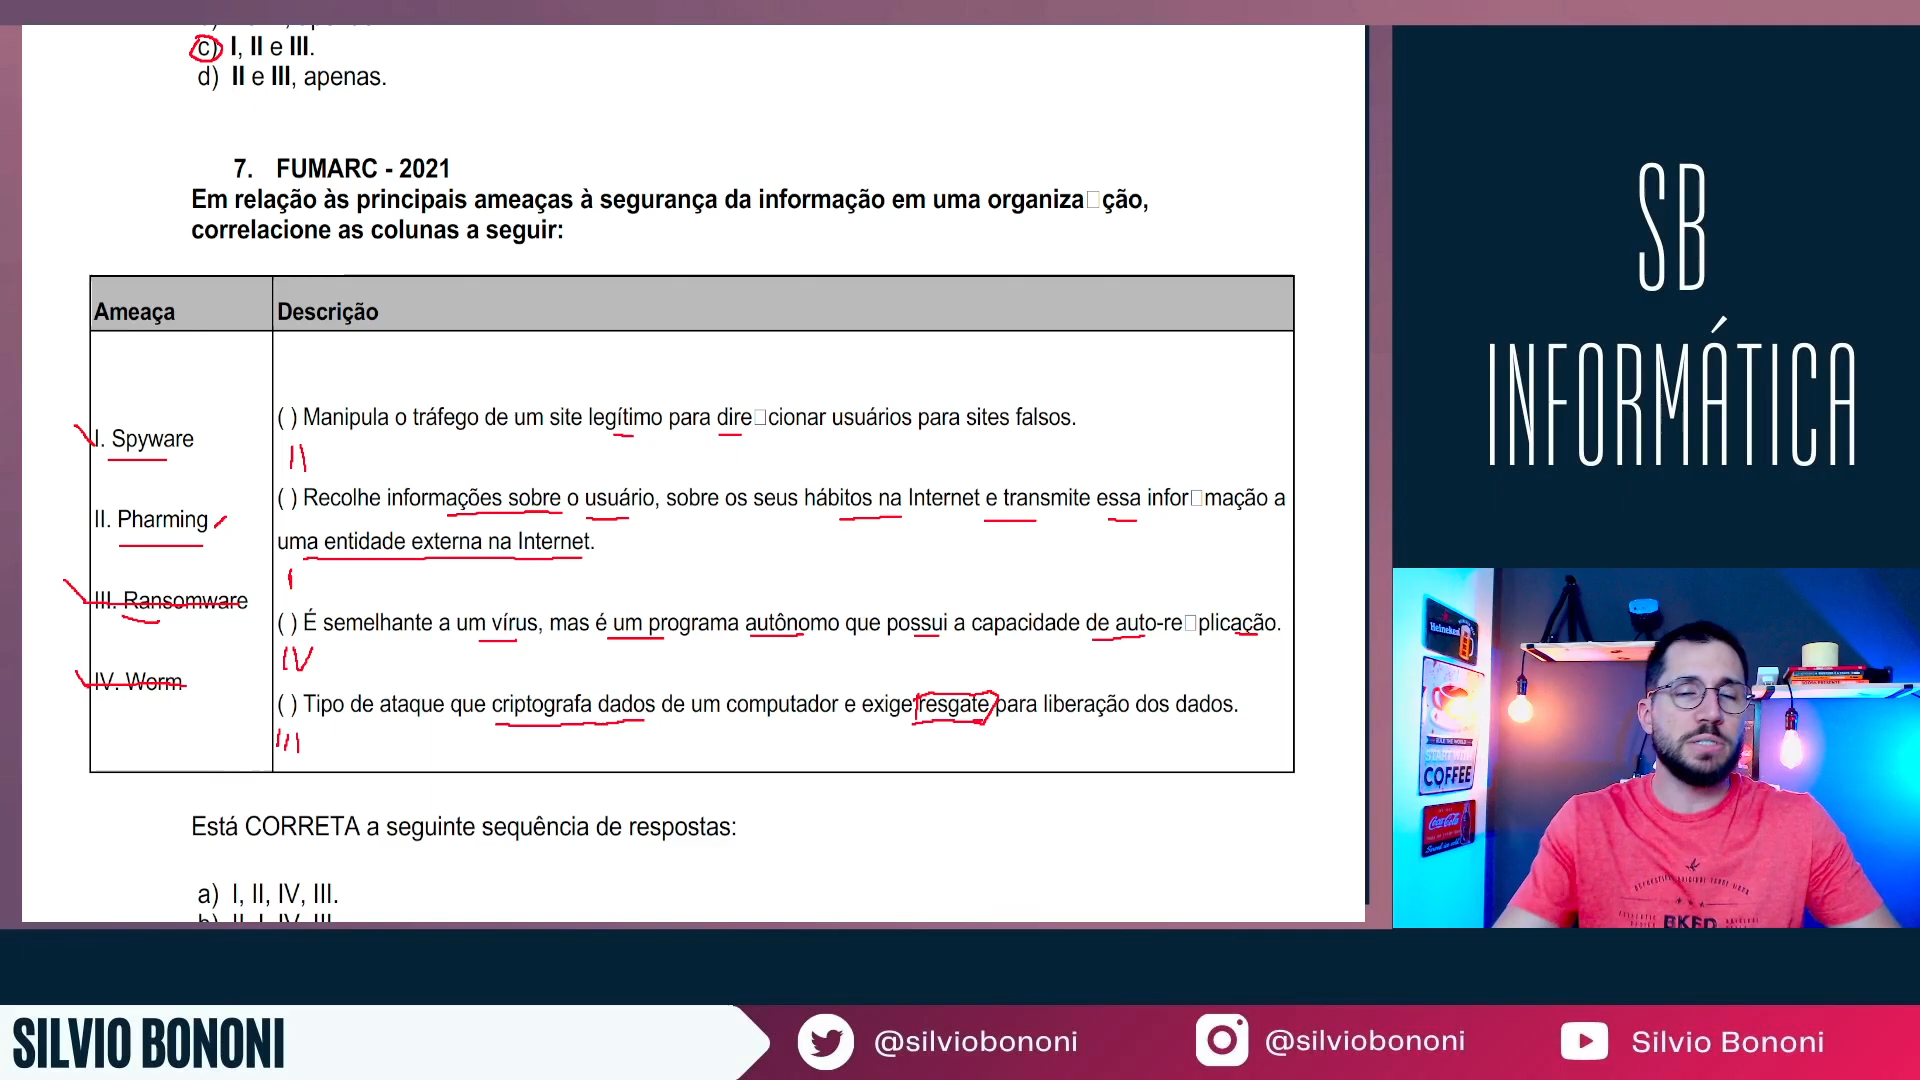 c) I, II e III.
d) II e III, apenas.
7. FUMARC - 2021
Em relação às principais ameaças à segurança da informação em uma organiza□ção,
correlacione as colunas a seguir:
Ameaça
Descrição
I. Spyware
II. Pharming
III. Ransomware
IV. Worm
( ) Manipula o tráfego de um site legítimo para dire□cionar usuários para sites falsos.
II
( ) Recolhe informações sobre o usuário, sobre os seus hábitos na Internet e transmite essa infor□mação a
uma entidade externa na Internet.
I
( ) É semelhante a um vírus, mas é um programa autônomo que possui a capacidade de auto-re□plicação.
IV
( ) Tipo de ataque que criptografa dados de um computador e exige resgate para liberação dos dados.
III
Está CORRETA a seguinte sequência de respostas:
a) I, II, IV, III.
b) II, I, IV, III.
SB
INFORMÁTICA
Heineken
COFFEE
Coca-Cola
SILVIO BONONI
@silviobononi
@silviobononi
Silvio Bononi